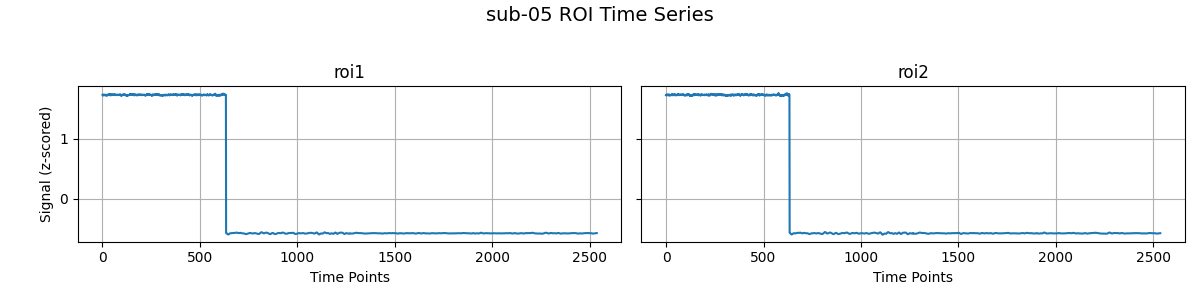 sub-05 ROI Time Series
roi1
roi2
Signal (z-scored)
1
0
0 500 1000 1500 2000 2500
0 500 1000 1500 2000 2500
Time Points
Time Points